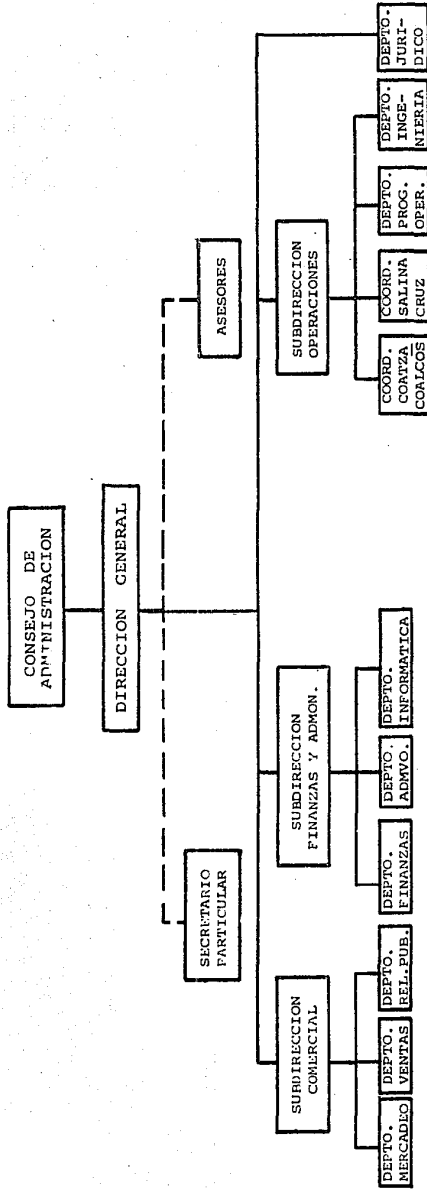 CONSEJO DE
ADMINISTRACION
DIRECCION GENERAL
SECRETARIO
PARTICULAR
ASESORES
SUBDIRECCION
COMERCIAL
SUBDIRECCION
FINANZAS Y ADMON.
SUBDIRECCION
OPERACIONES
DEPTO.
MERCADEO
DEPTO.
VENTAS
DEPTO.
REL.PUB.
DEPTO.
FINANZAS
DEPTO.
ADMVO.
DEPTO.
INFORMATICA
COORD.
COATZA
COALCOS
COORD.
SALINA
CRUZ
DEPTO.
PROG.
OPER.
DEPTO.
INGE-
NIERIA
DEPTO.
JURI-
DICO